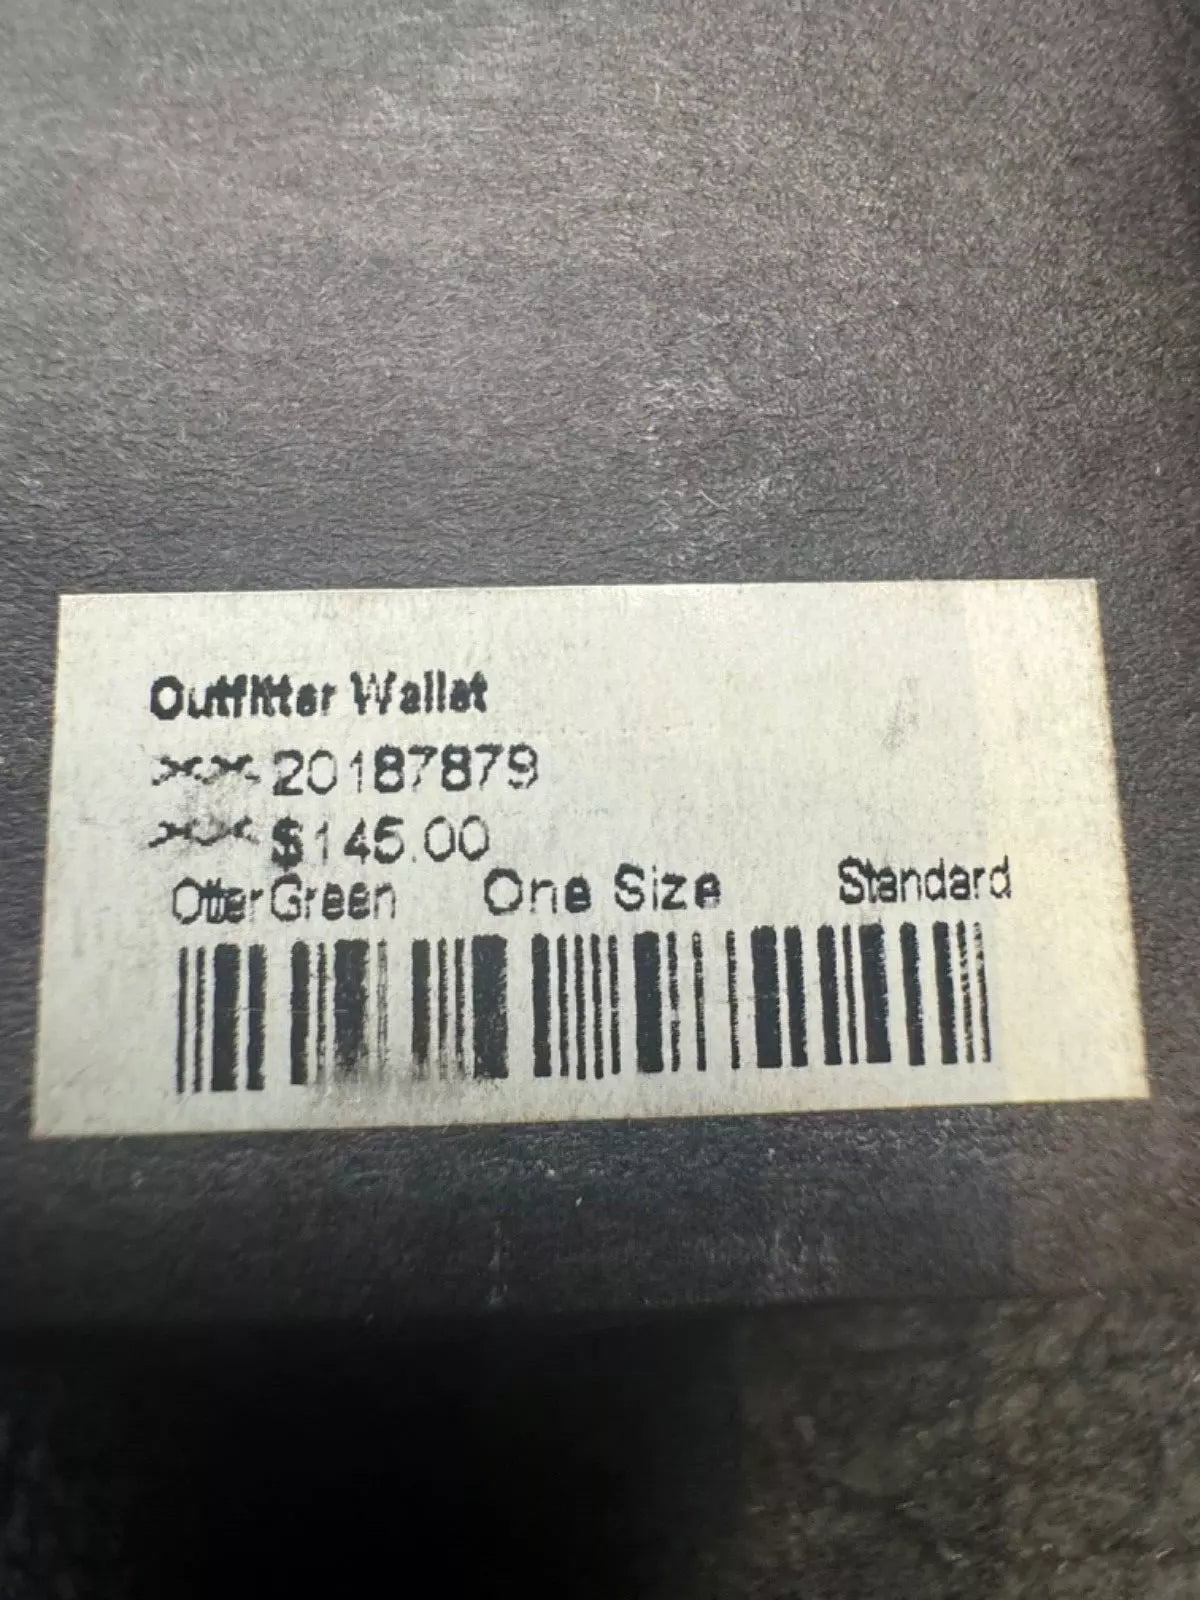 Outfitter Wallet
20187879
$145.00
Otter Green One Size Standard